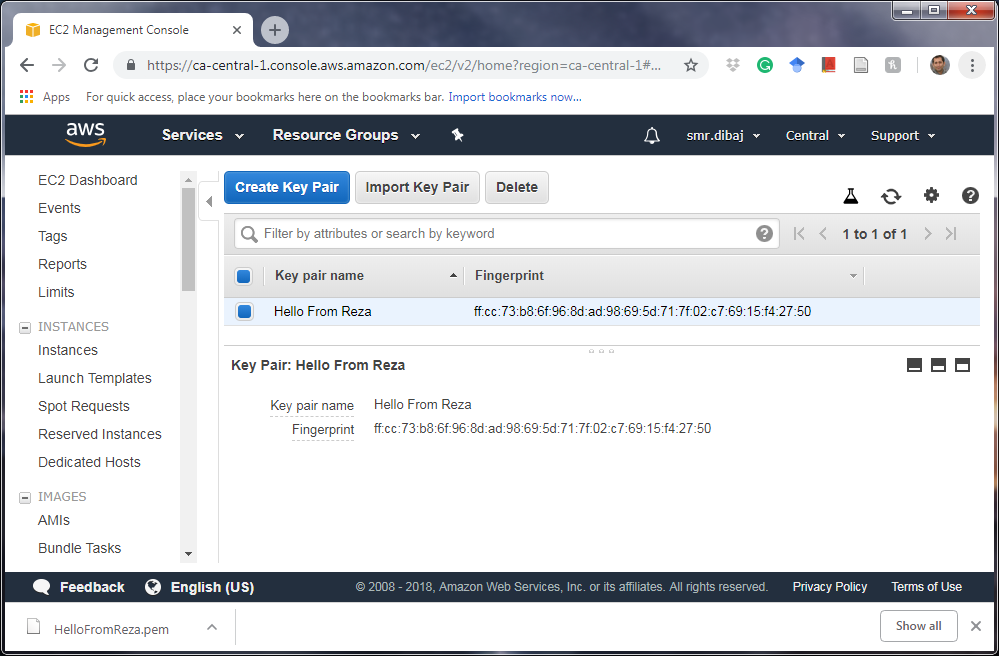 EC2 Management Console
https://ca-central-1.console.aws.amazon.com/ec2/v2/home?region=ca-central-1#...
Apps For quick access, place your bookmarks here on the bookmarks bar. Import bookmarks now...
aws Services Resource Groups smr.dibaj Central Support
EC2 Dashboard
Events
Tags
Reports
Limits
INSTANCES
Instances
Launch Templates
Spot Requests
Reserved Instances
Dedicated Hosts
IMAGES
AMIs
Bundle Tasks
Create Key Pair Import Key Pair Delete
Filter by attributes or search by keyword 1 to 1 of 1
Key pair name Fingerprint
Hello From Reza ff:cc:73:b8:6f:96:8d:ad:98:69:5d:71:7f:02:c7:69:15:f4:27:50
Key Pair: Hello From Reza
Key pair name Hello From Reza
Fingerprint ff:cc:73:b8:6f:96:8d:ad:98:69:5d:71:7f:02:c7:69:15:f4:27:50
Feedback English (US) © 2008 - 2018, Amazon Web Services, Inc. or its affiliates. All rights reserved. Privacy Policy Terms of Use
HelloFromReza.pem Show all